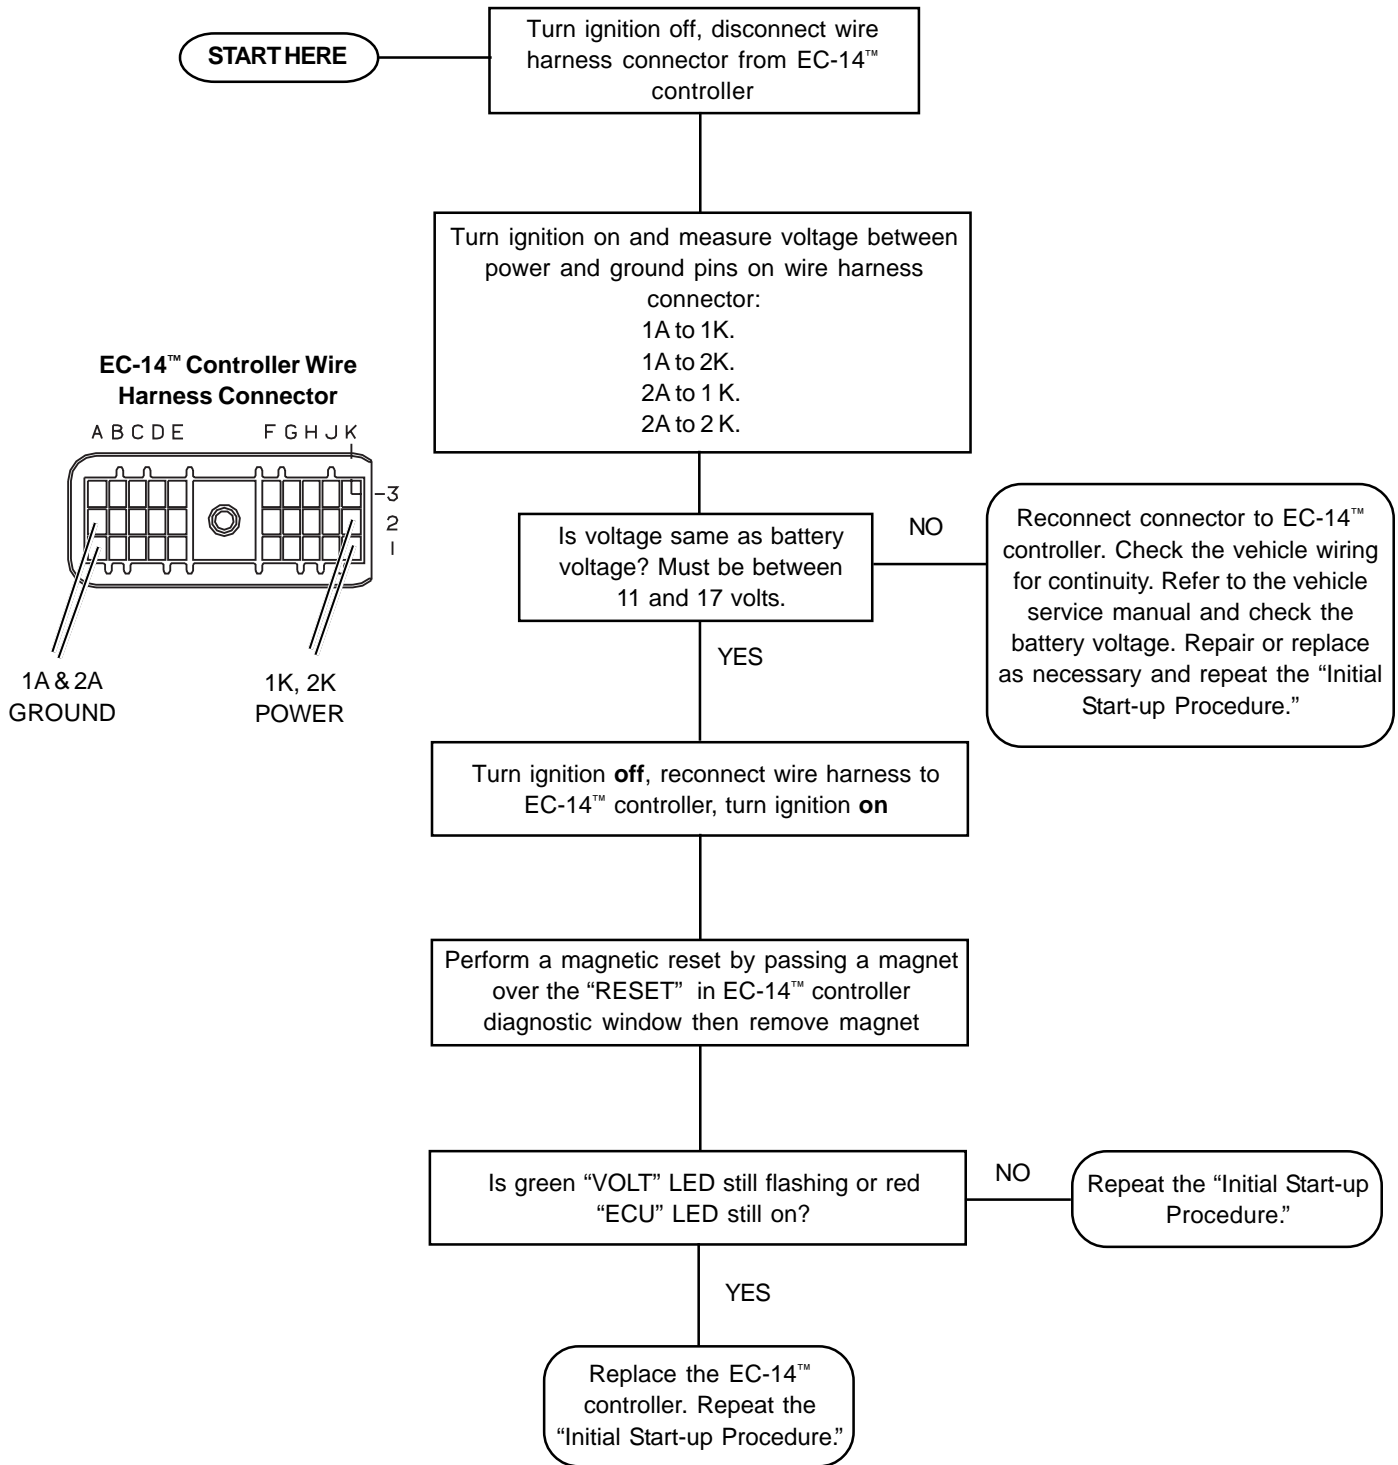 START HERE
Turn ignition off, disconnect wire
harness connector from EC-14™
controller
Turn ignition on and measure voltage between
power and ground pins on wire harness
connector:
1A to 1K.
1A to 2K.
2A to 1 K.
2A to 2 K.
EC-14™ Controller Wire
Harness Connector
A B C D E F G H J K
3
2
1
1A & 2A
GROUND
1K, 2K
POWER
Is voltage same as battery
voltage? Must be between
11 and 17 volts.
NO
Reconnect connector to EC-14™
controller. Check the vehicle wiring
for continuity. Refer to the vehicle
service manual and check the
battery voltage. Repair or replace
as necessary and repeat the “Initial
Start-up Procedure.”
YES
Turn ignition off, reconnect wire harness to
EC-14™ controller, turn ignition on
Perform a magnetic reset by passing a magnet
over the “RESET” in EC-14™ controller
diagnostic window then remove magnet
Is green “VOLT” LED still flashing or red
“ECU” LED still on?
NO
Repeat the “Initial Start-up
Procedure.”
YES
Replace the EC-14™
controller. Repeat the
“Initial Start-up Procedure.”